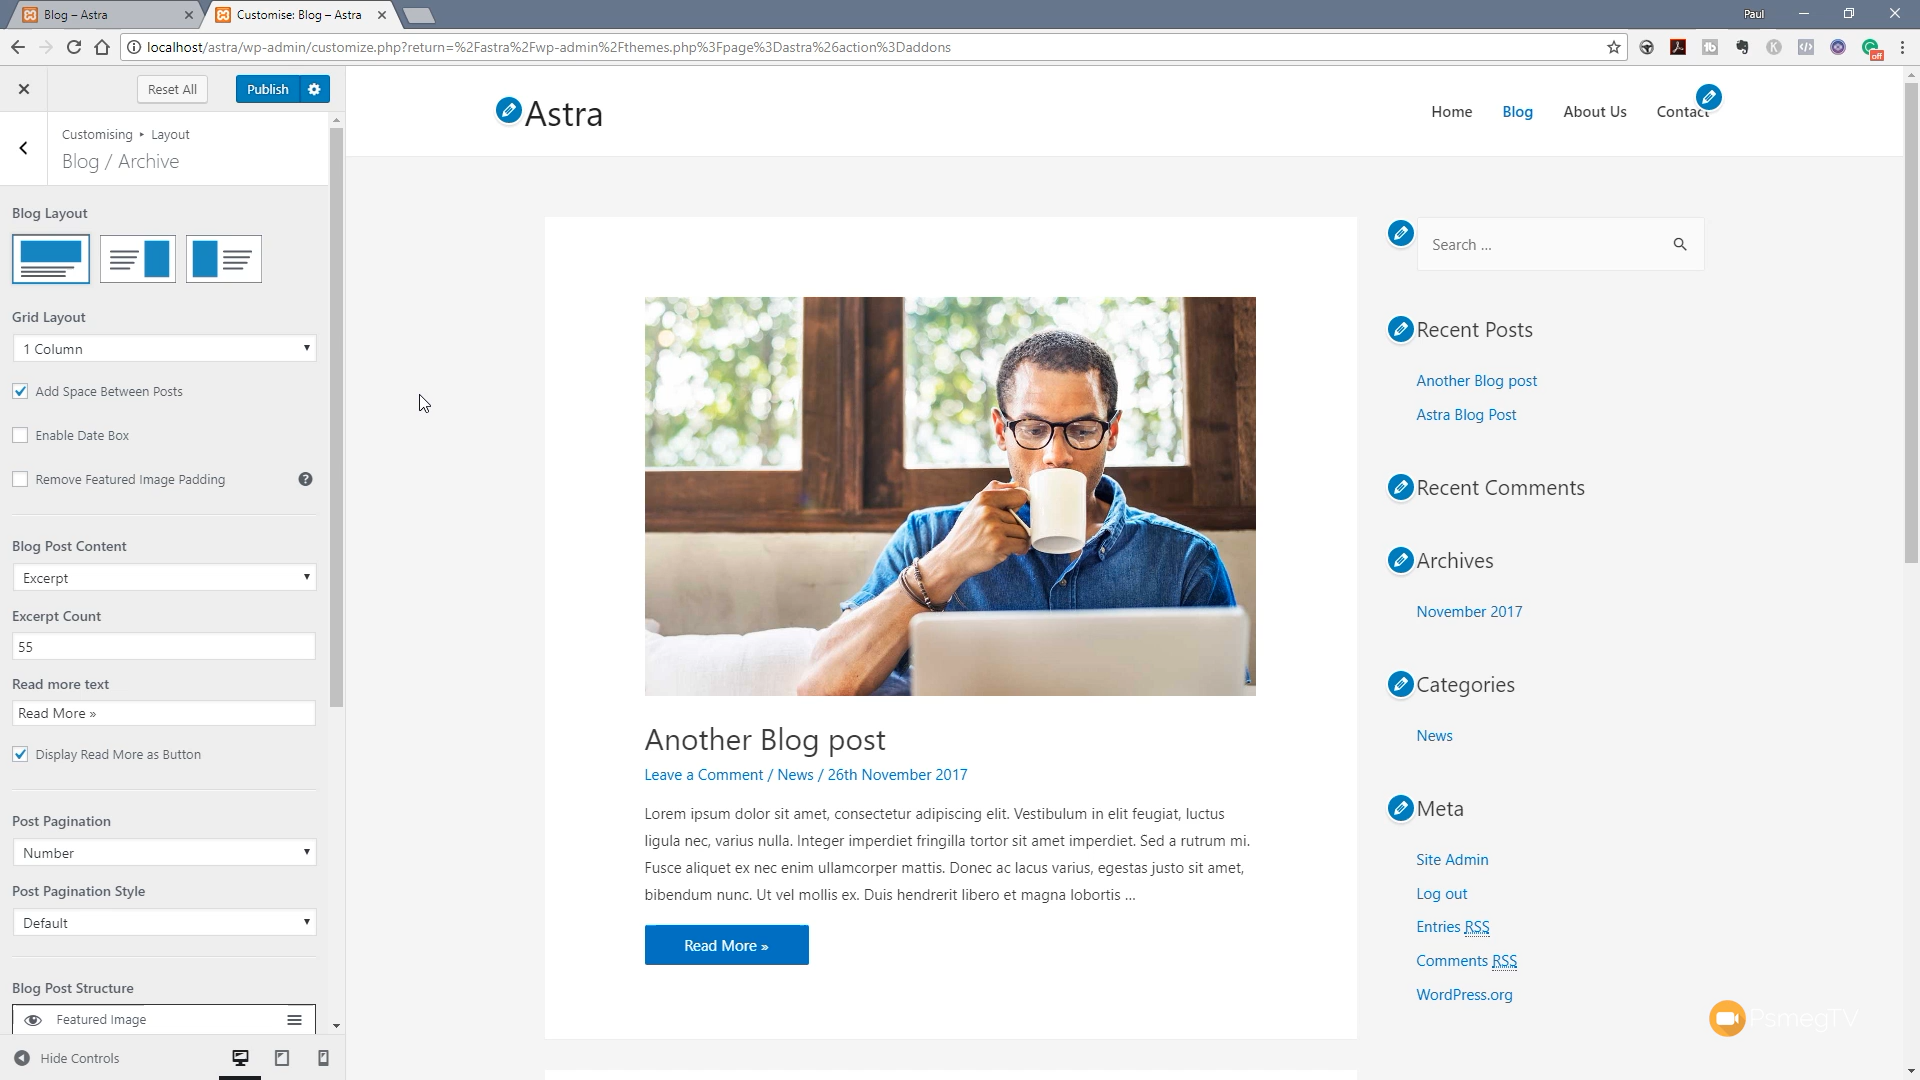 Blog – Astra
Customise: Blog – Astra
Paul
localhost/astra/wp-admin/customize.php?return=%2Fastra%2Fwp-admin%2Fthemes.php%3Fpage%3Dastra%26action%3Daddons
off
Reset All
Publish
Customising ▸ Layout
Blog / Archive
Blog Layout
Grid Layout
1 Column
Add Space Between Posts
Enable Date Box
Remove Featured Image Padding
Blog Post Content
Excerpt
Excerpt Count
55
Read more text
Read More »
Display Read More as Button
Post Pagination
Number
Post Pagination Style
Default
Blog Post Structure
Featured Image
Hide Controls
Astra
Home
Blog
About Us
Contact
Another Blog post
Leave a Comment / News / 26th November 2017
Lorem ipsum dolor sit amet, consectetur adipiscing elit. Vestibulum in elit feugiat, luctus
ligula nec, varius nulla. Integer imperdiet fringilla tortor sit amet imperdiet. Sed a rutrum mi.
Fusce aliquet ex nec enim ullamcorper mattis. Donec ac lacus varius, egestas justo sit amet,
bibendum nunc. Ut vel mollis ex. Duis hendrerit libero et magna lobortis ...
Read More »
Search ...
Recent Posts
Another Blog post
Astra Blog Post
Recent Comments
Archives
November 2017
Categories
News
Meta
Site Admin
Log out
Entries RSS
Comments RSS
WordPress.org
PsmegTV